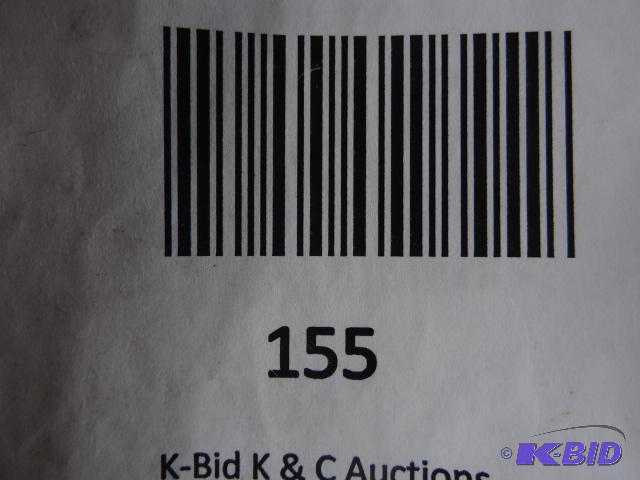 155
K-Bid K & C Auctions
© K-BID